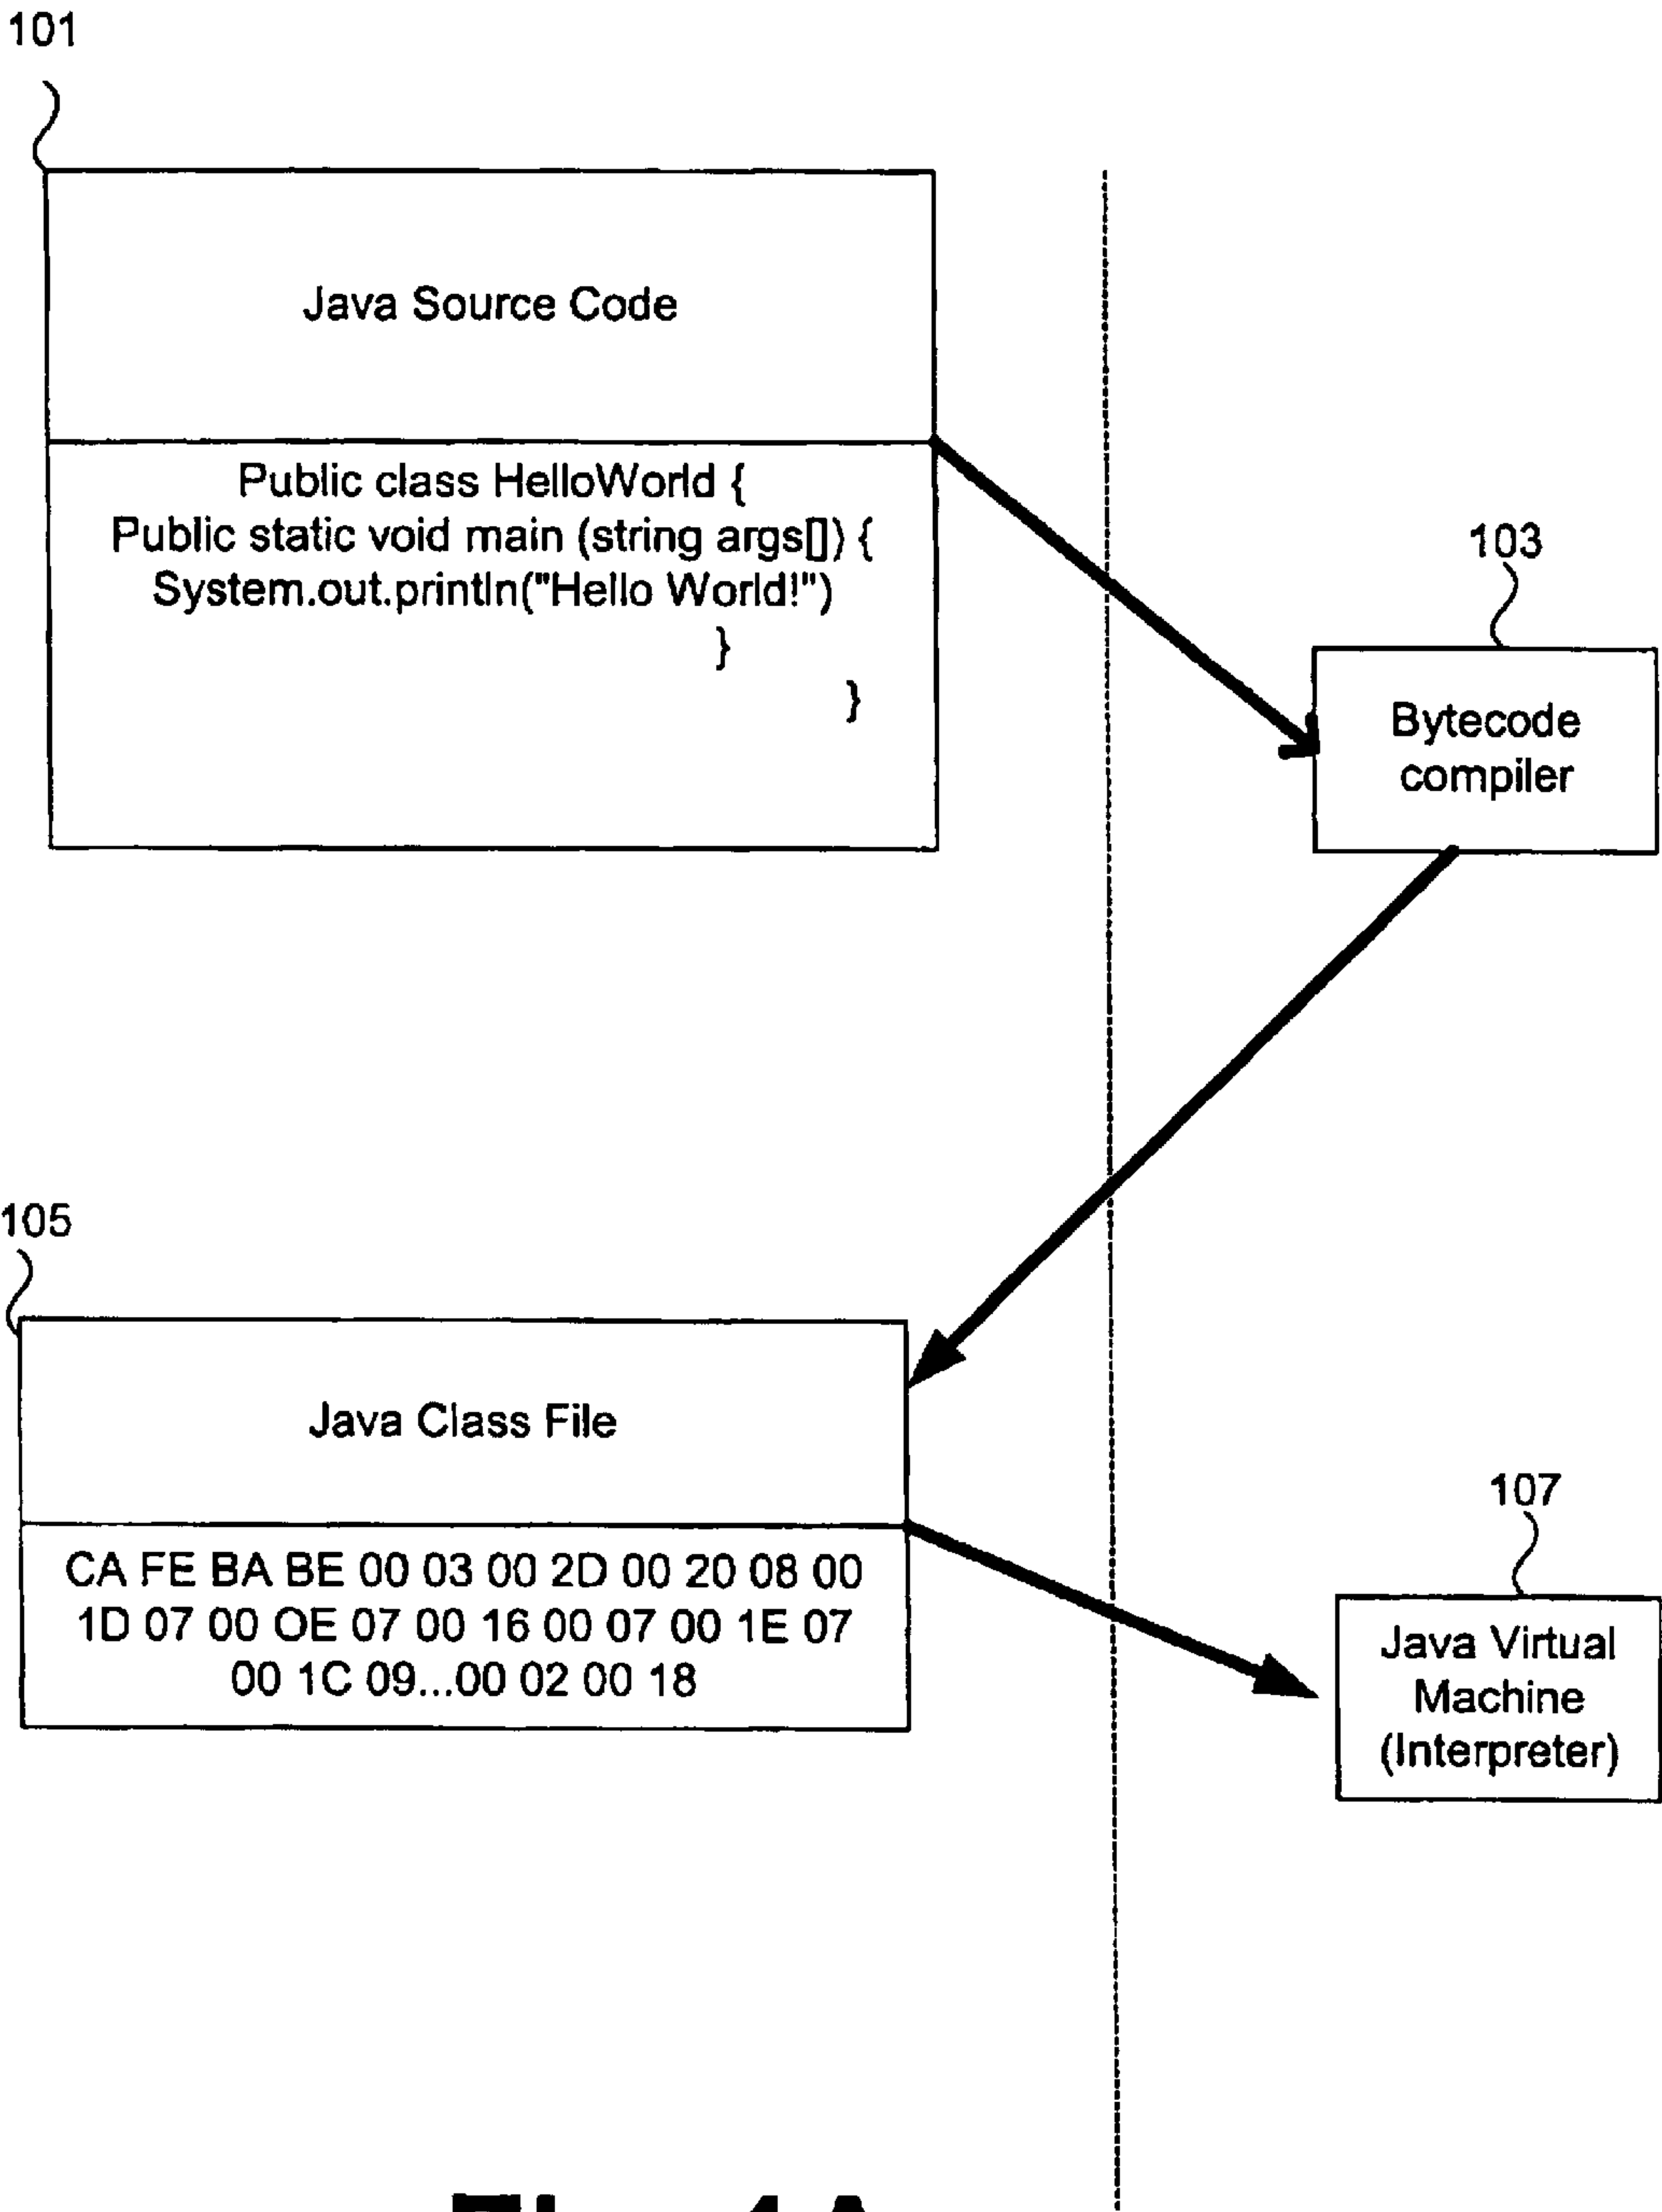 101
Java Source Code
Public class HelloWorld {
Public static void main (string args[]) {
System.out.println("Hello World!")
}
}
103
Bytecode
compiler
105
Java Class File
CA FE BA BE 00 03 00 2D 00 20 08 00
1D 07 00 OE 07 00 16 00 07 00 1E 07
00 1C 09...00 02 00 18
107
Java Virtual
Machine
(Interpreter)